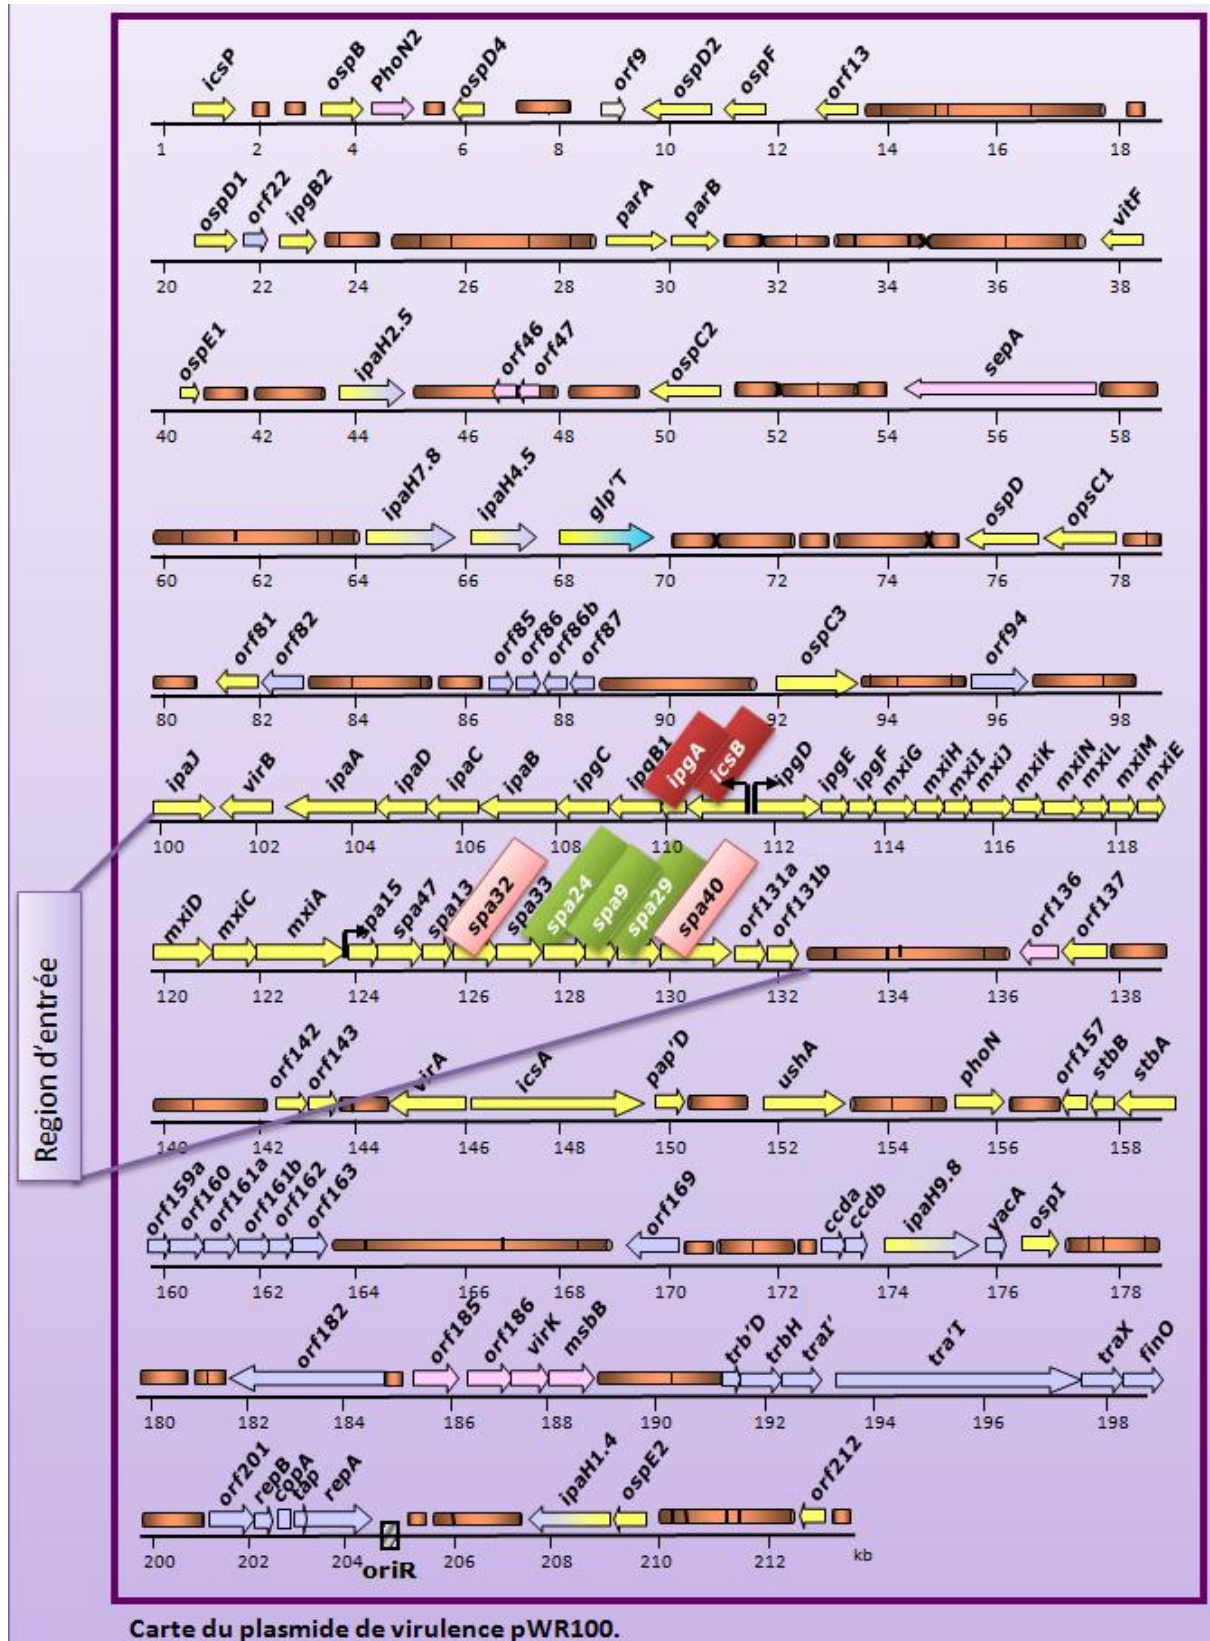 icsP ospB PhoN2 ospD4 orf9 ospD2 ospF orf13
1 2 4 6 8 10 12 14 16 18
ospD1 orf22 ipgB2 parA parB vitF
20 22 24 26 28 30 32 34 36 38
ospE1 ipaH2.5 orf46 orf47 ospC2 sepA
40 42 44 46 48 50 52 54 56 58
ipaH7.8 ipaH4.5 glp'T ospD opsC1
60 62 64 66 68 70 72 74 76 78
orf81 orf82 orf85 orf86 orf86b orf87 ospC3 orf94
80 82 84 86 88 90 92 94 96 98
ipaJ virB ipaA ipaD ipaC ipaB ipgC ipgB1 ipgA icsB ipgD ipgE ipgF mxiG mxiH mxiI mxiJ mxiK mxiN mxiL mxiM mxiE
100 102 104 106 108 110 112 114 116 118
mxiD mxiC mxiA spa15 spa47 spa13 spa32 spa33 spa24 spa9 spa29 spa40 orf131a orf131b orf136 orf137
120 122 124 126 128 130 132 134 136 138
Region d'entrée
orf142 orf143 virA icsA pap'D ushA phoN orf157 stbB stbA
140 142 144 146 148 150 152 154 156 158
orf159a orf160 orf161a orf161b orf162 orf163 orf169 ccda ccdb ipaH9.8 yacA ospI
160 162 164 166 168 170 172 174 176 178
orf182 orf185 orf186 virK msbB trb'D trbH traI' tra'I traX finO
180 182 184 186 188 190 192 194 196 198
orf201 repB copA tap repA ipaH1.4 ospE2 orf212
200 202 204 206 208 210 212 kb
oriR
Carte du plasmide de virulence pWR100.